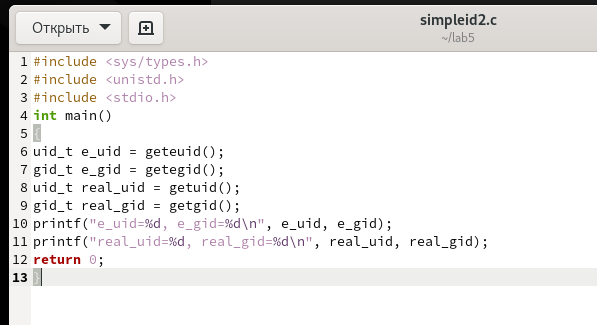 Открыть
simpleid2.c
~/lab5
1 #include <sys/types.h>
2 #include <unistd.h>
3 #include <stdio.h>
4 int main()
5 {
6 uid_t e_uid = geteuid();
7 gid_t e_gid = getegid();
8 uid_t real_uid = getuid();
9 gid_t real_gid = getgid();
10 printf("e_uid=%d, e_gid=%d\n", e_uid, e_gid);
11 printf("real_uid=%d, real_gid=%d\n", real_uid, real_gid);
12 return 0;
13 }